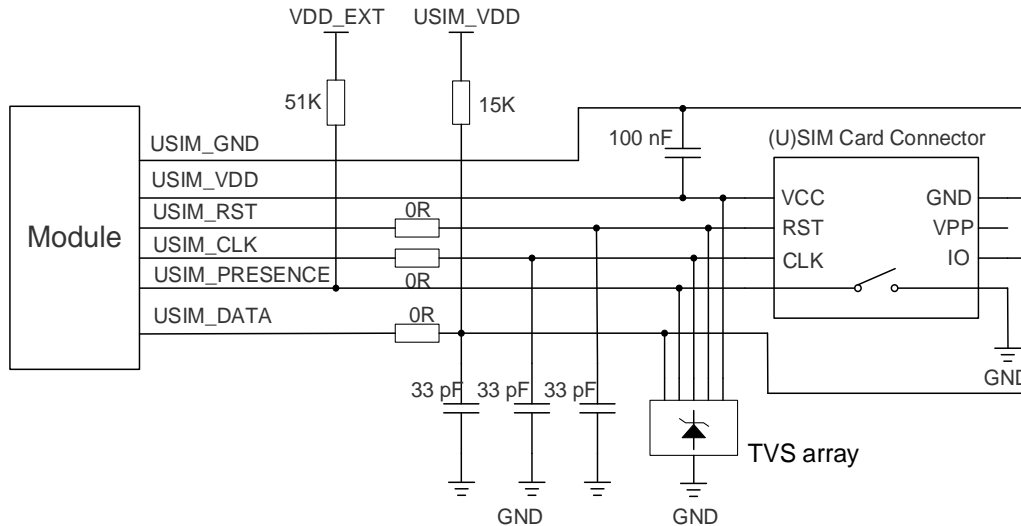 VDD_EXT
USIM_VDD
51K
15K
100 nF
(U)SIM Card Connector
Module
USIM_GND
USIM_VDD
USIM_RST
USIM_CLK
USIM_PRESENCE
USIM_DATA
0R
0R
0R
VCC
RST
CLK
GND
VPP
IO
GND
33 pF
33 pF
33 pF
TVS array
GND
GND